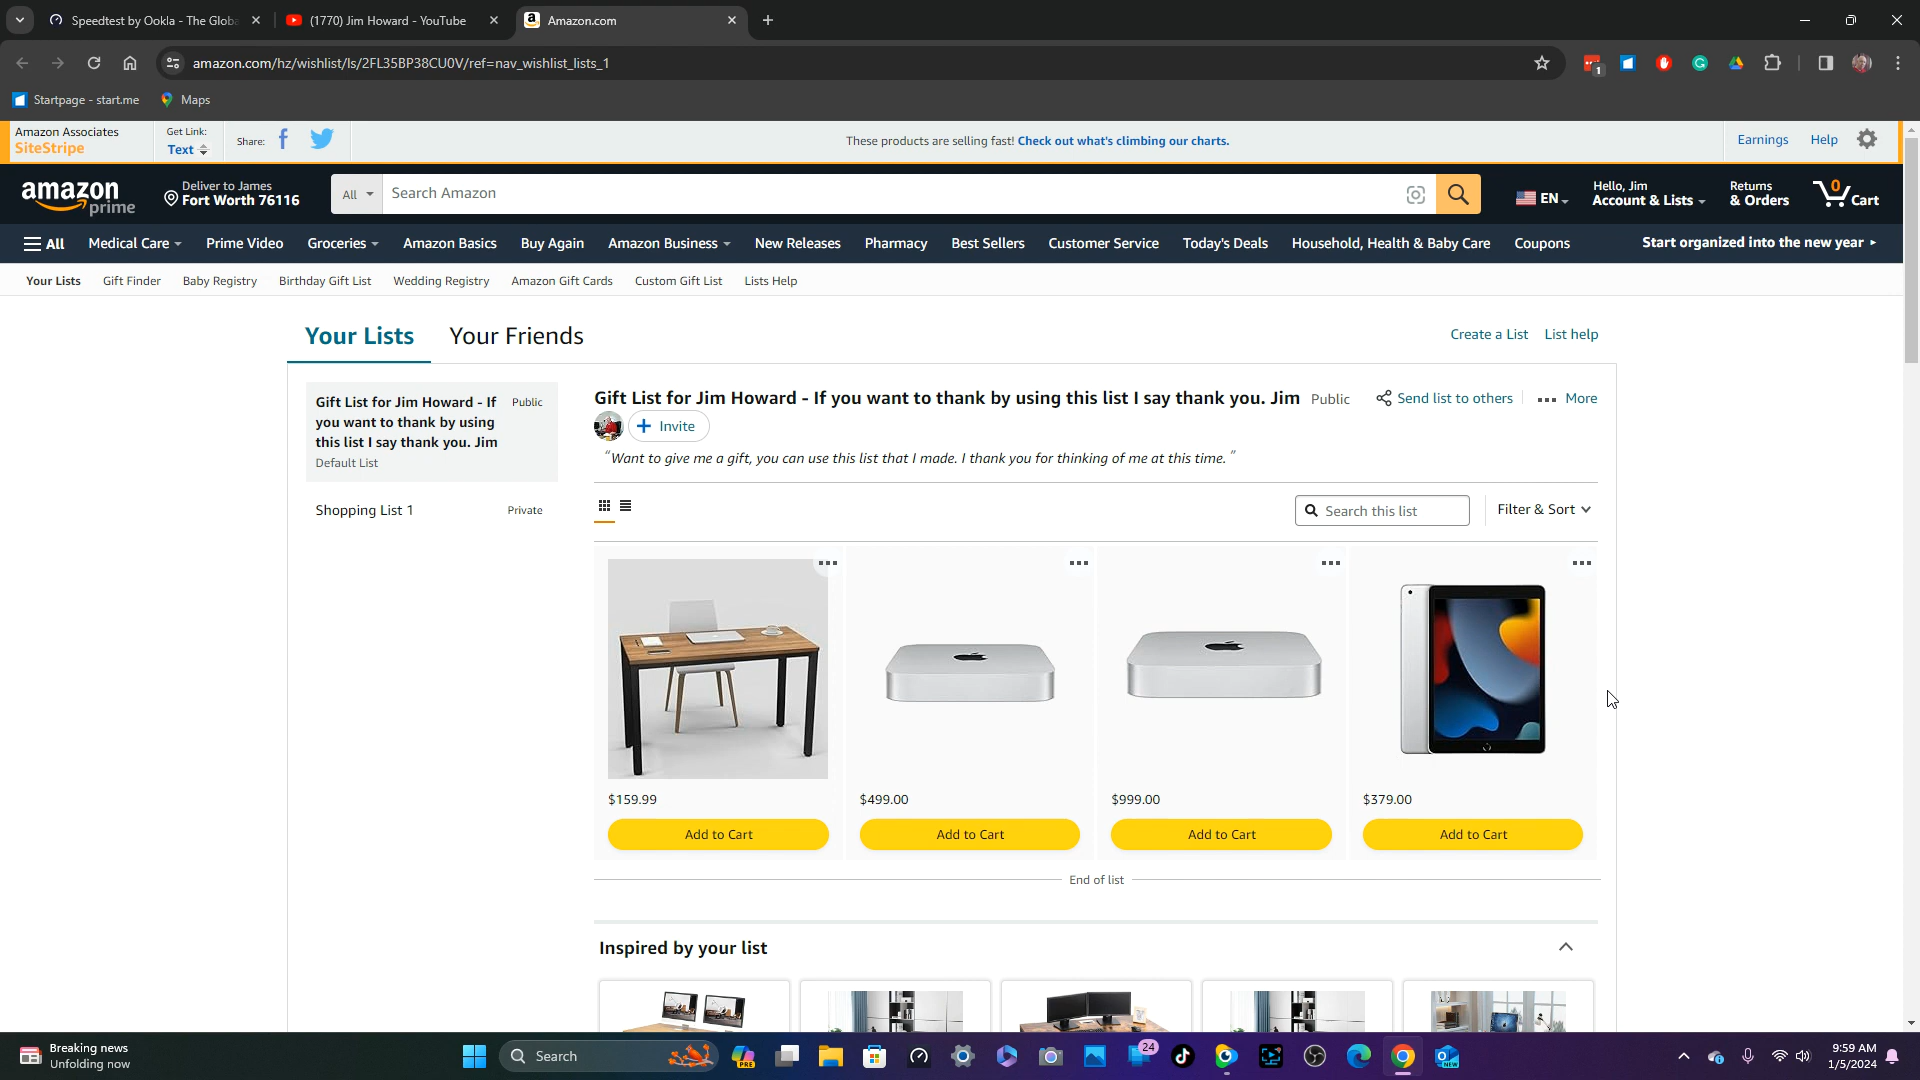 Speedtest by Ookla - The Globa
(1770) Jim Howard - YouTube
Amazon.com
amazon.com/hz/wishlist/ls/2FL35BP38CU0V/ref=nav_wishlist_lists_1
1
Startpage - start.me
Maps
Amazon Associates
SiteStripe
Get Link:
Text
Share:
These products are selling fast! Check out what's climbing our charts.
Earnings
Help
amazon
prime
Deliver to James
Fort Worth 76116
All
Search Amazon
EN
Hello, Jim
Account & Lists
Returns
& Orders
0
Cart
All
Medical Care
Prime Video
Groceries
Amazon Basics
Buy Again
Amazon Business
New Releases
Pharmacy
Best Sellers
Customer Service
Today's Deals
Household, Health & Baby Care
Coupons
Start organized into the new year
Your Lists
Gift Finder
Baby Registry
Birthday Gift List
Wedding Registry
Amazon Gift Cards
Custom Gift List
Lists Help
Your Lists
Your Friends
Create a List
List help
Gift List for Jim Howard - If
you want to thank by using
this list I say thank you. Jim
Public
Default List
Shopping List 1
Private
Gift List for Jim Howard - If you want to thank by using this list I say thank you. Jim
Public
Send list to others
More
Invite
"Want to give me a gift, you can use this list that I made. I thank you for thinking of me at this time."
Search this list
Filter & Sort
$159.99
$499.00
$999.00
$379.00
Add to Cart
Add to Cart
Add to Cart
Add to Cart
End of list
Inspired by your list
Breaking news
Unfolding now
Search
PRE
24
NEW
9:59 AM
1/5/2024